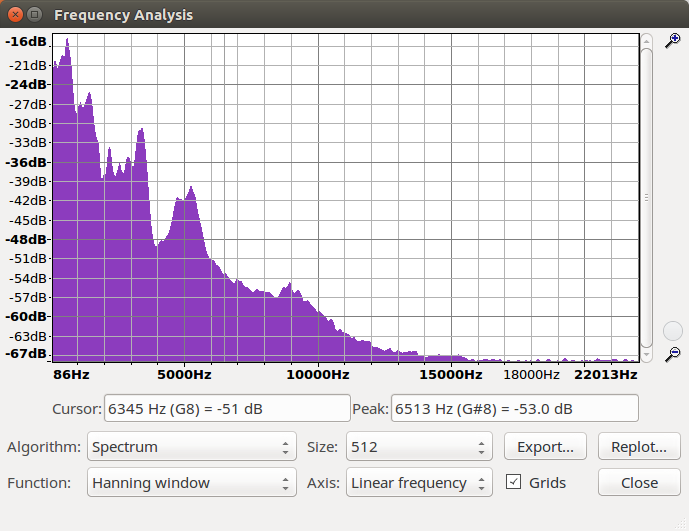 Frequency Analysis
-16dB
-21dB
-24dB
-27dB
-30dB
-33dB
-36dB
-39dB
-42dB
-45dB
-48dB
-51dB
-54dB
-57dB
-60dB
-63dB
-67dB
86Hz 5000Hz 10000Hz 15000Hz 18000Hz 22013Hz
Cursor: 6345 Hz (G8) = -51 dB Peak: 6513 Hz (G#8) = -53.0 dB
Algorithm: Spectrum Size: 512 Export... Replot...
Function: Hanning window Axis: Linear frequency Grids Close